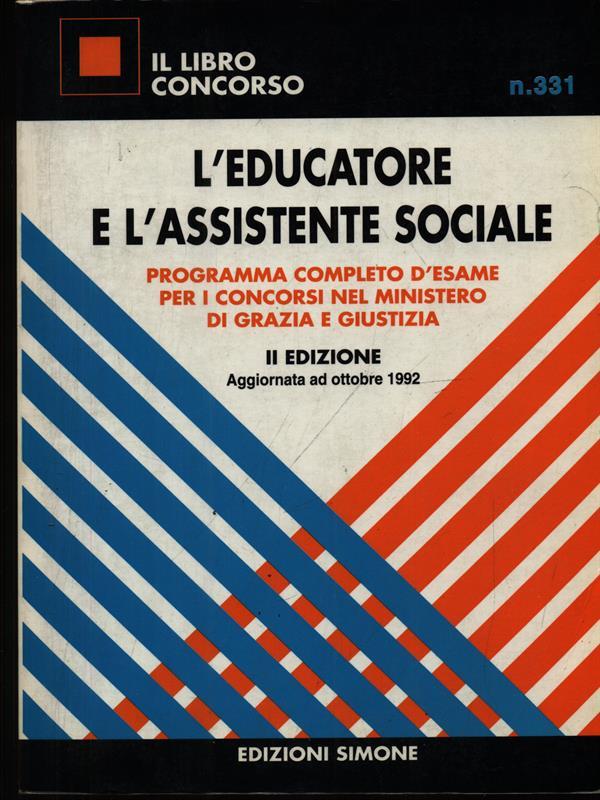 IL LIBRO
CONCORSO
n.331
L'EDUCATORE
E L'ASSISTENTE SOCIALE
PROGRAMMA COMPLETO D'ESAME
PER I CONCORSI NEL MINISTERO
DI GRAZIA E GIUSTIZIA
II EDIZIONE
Aggiornata ad ottobre 1992
EDIZIONI SIMONE